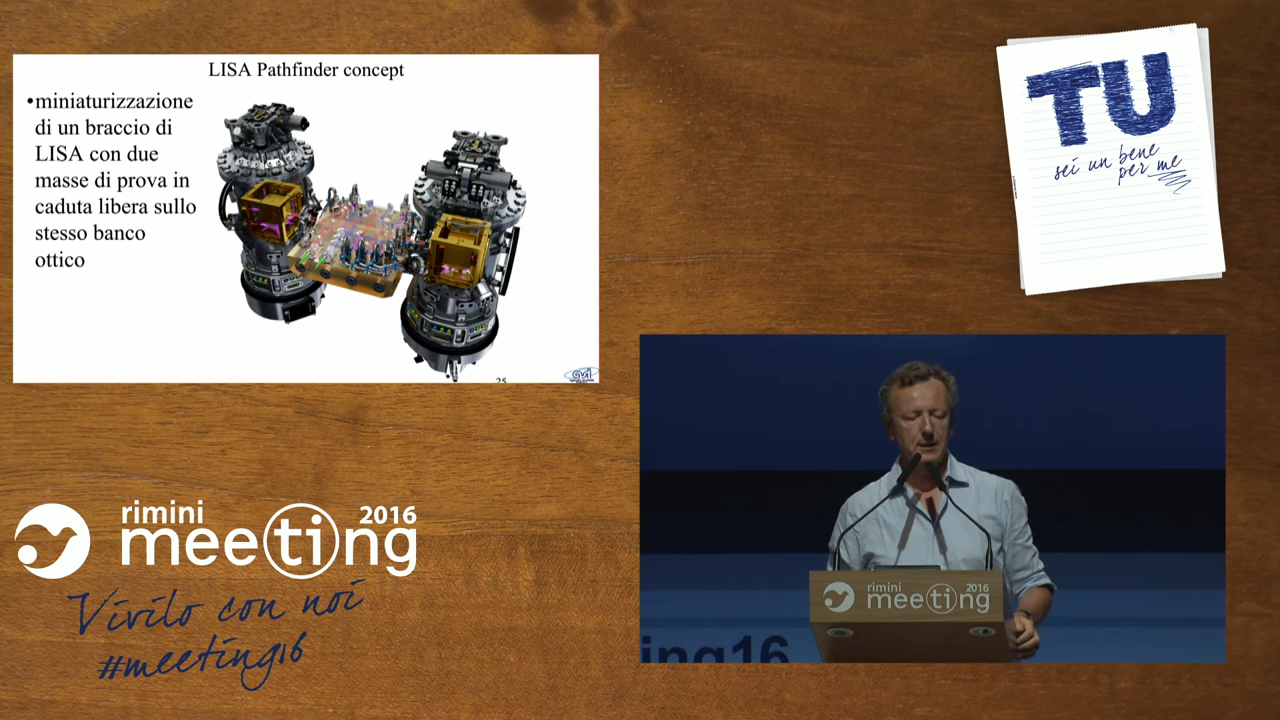 LISA Pathfinder concept
•miniaturizzazione
di un braccio di
LISA con due
masse di prova in
caduta libera sullo
stesso banco
ottico
25
TU
sei un bene
per me
rimini
meeting
2016
Vivilo con noi
#meeting16
rimini
meeting
2016
ing16